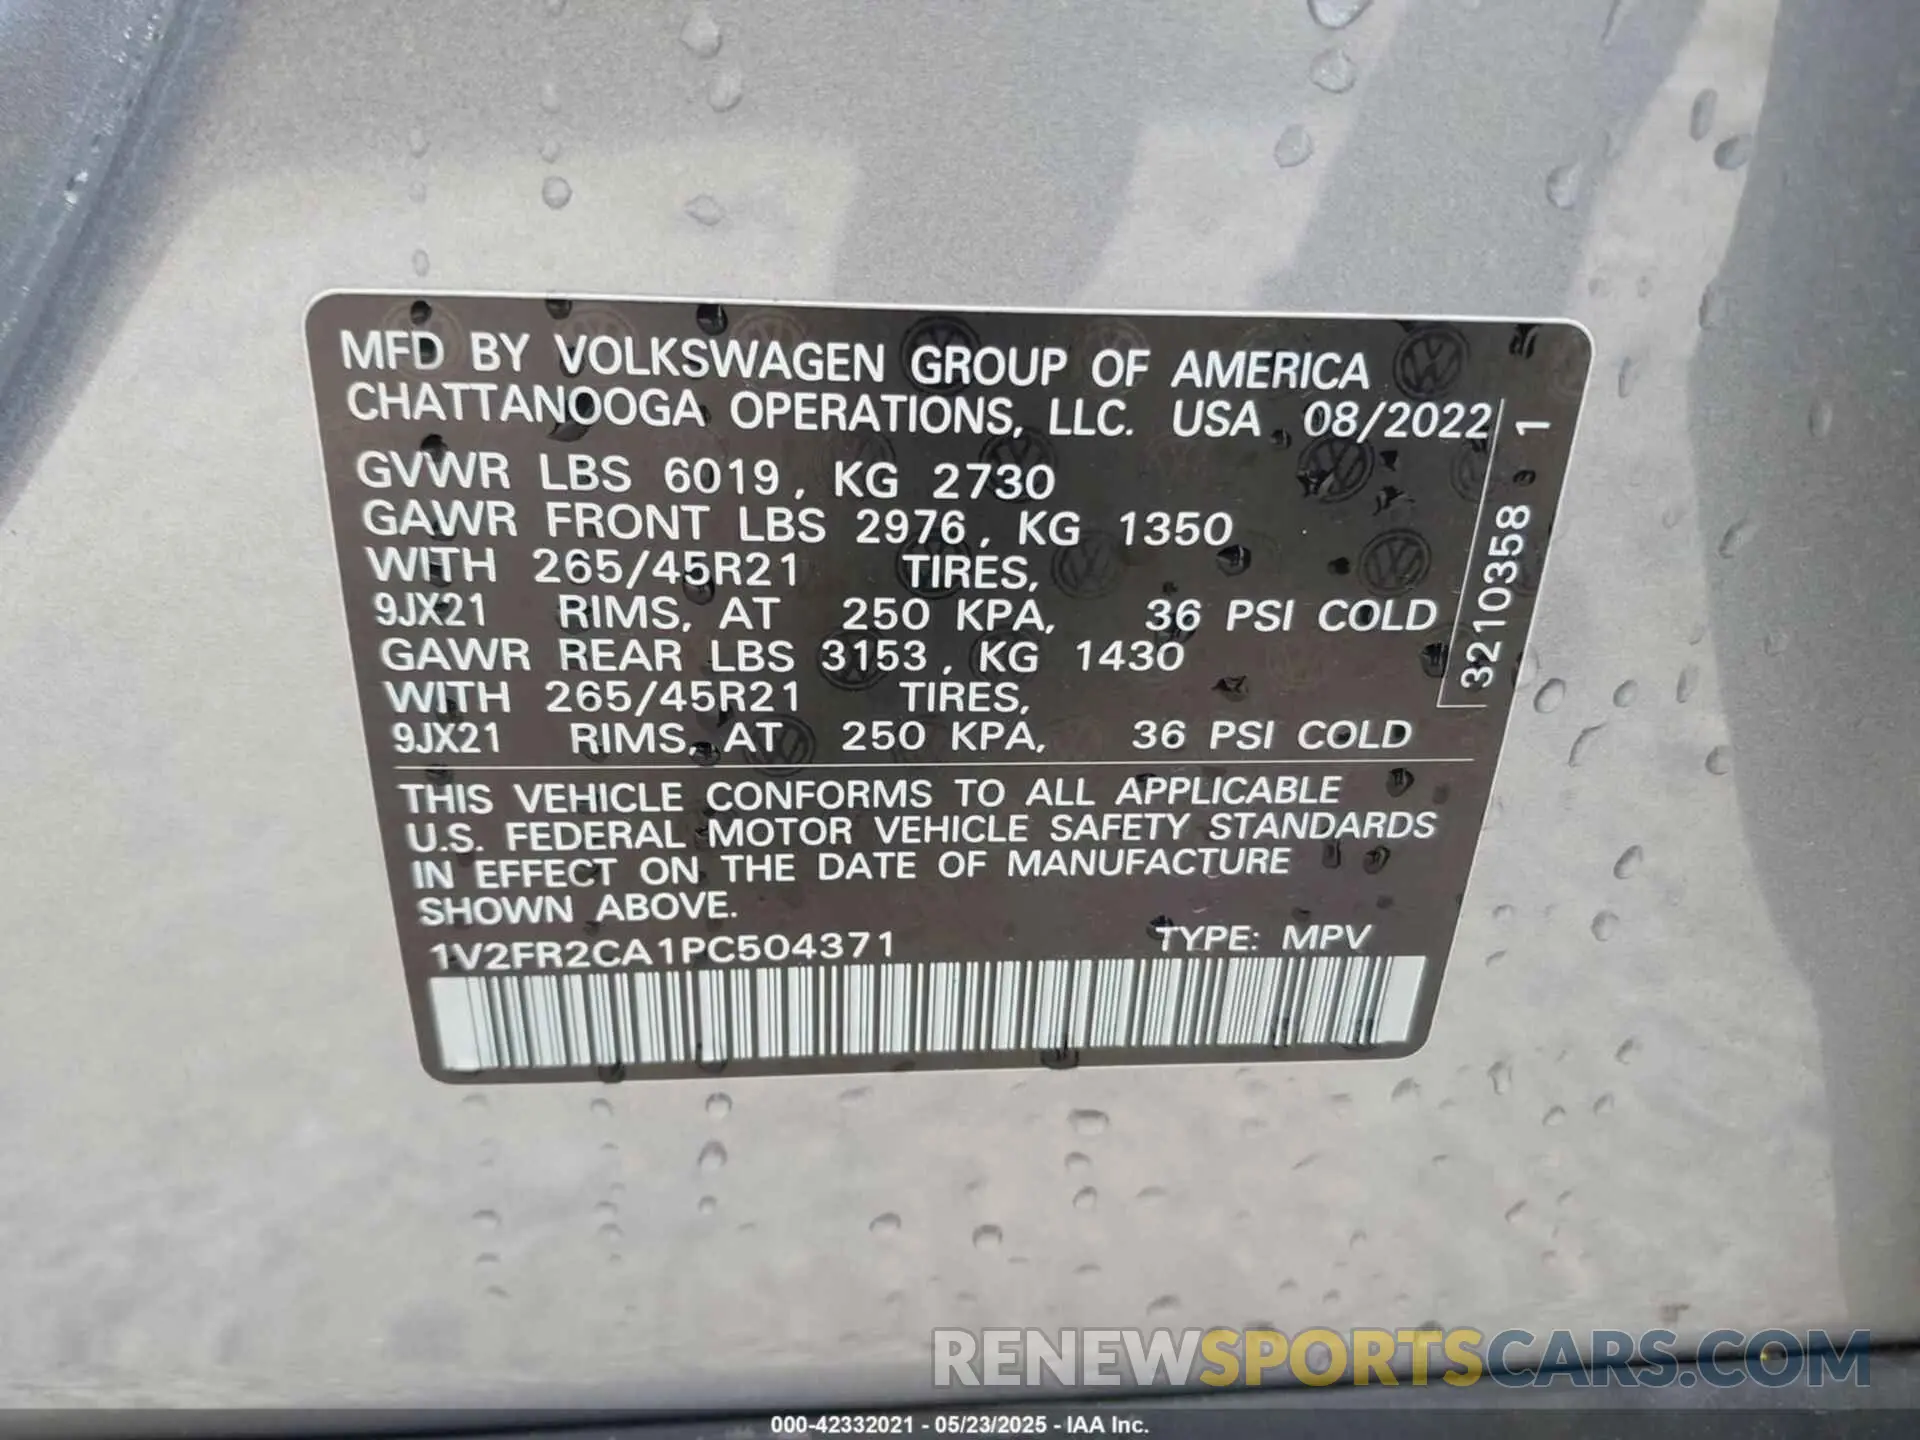 MFD BY VOLKSWAGEN GROUP OF AMERICA
CHATTANOOGA OPERATIONS, LLC. USA 08/2022
GVWR LBS 6019, KG 2730
GAWR FRONT LBS 2976, KG 1350
WITH 265/45R21 TIRES,
9JX21 RIMS, AT 250 KPA, 36 PSI COLD
GAWR REAR LBS 3153, KG 1430
WITH 265/45R21 TIRES,
9JX21 RIMS, AT 250 KPA, 36 PSI COLD
3210358 1
THIS VEHICLE CONFORMS TO ALL APPLICABLE
U.S. FEDERAL MOTOR VEHICLE SAFETY STANDARDS
IN EFFECT ON THE DATE OF MANUFACTURE
SHOWN ABOVE.
1V2FR2CA1PC504371 TYPE: MPV
RENEWSPORTSCARS.COM
000-42332021 - 05/23/2025 - IAA Inc.